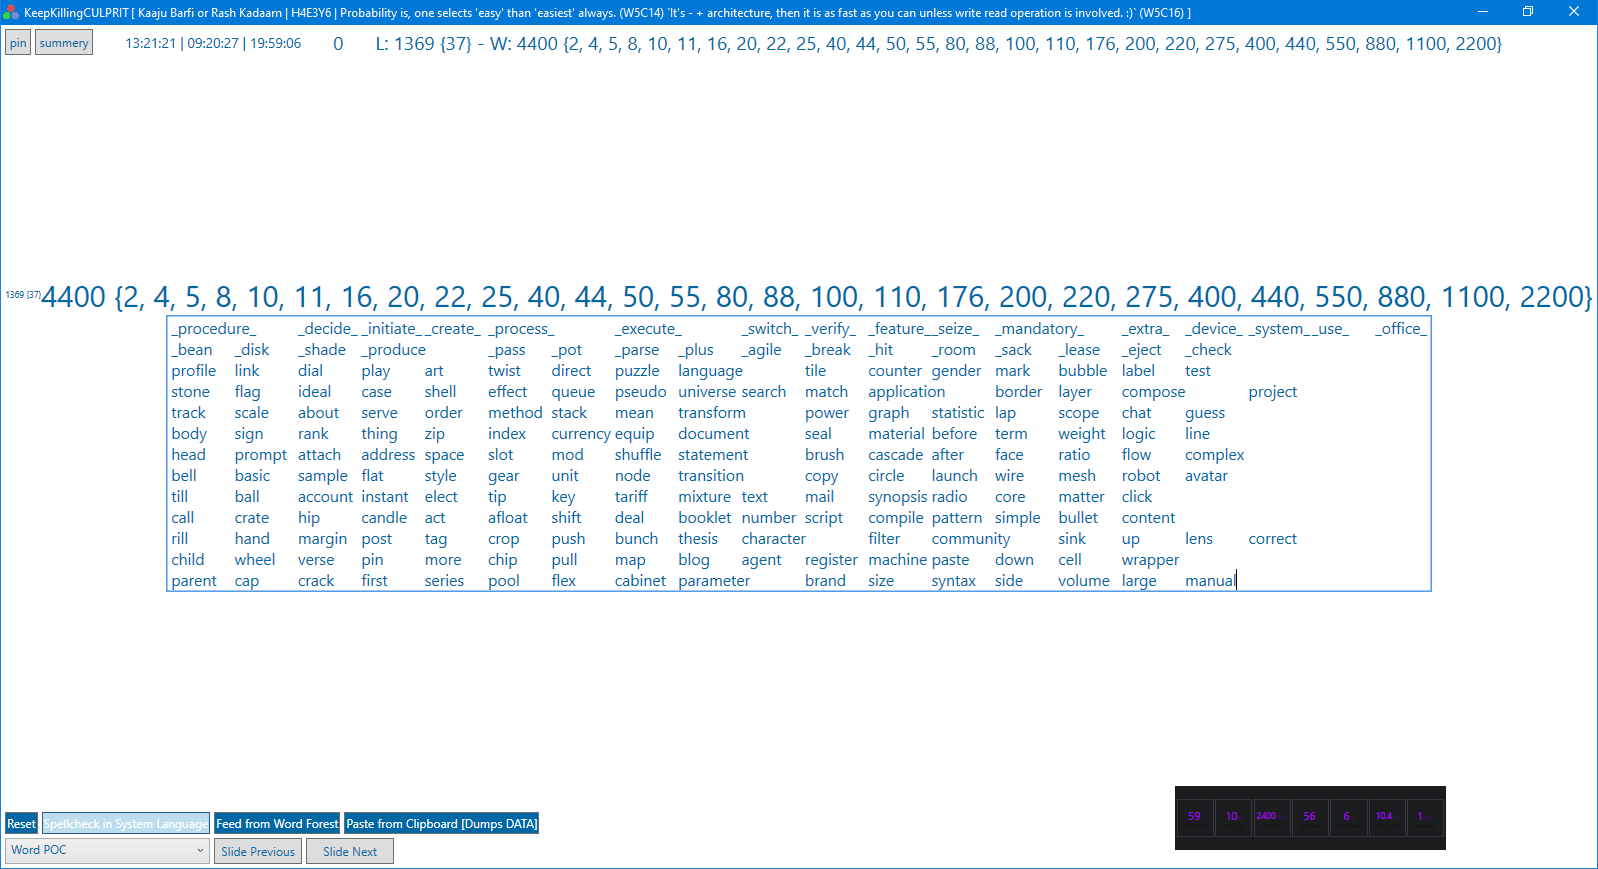 KeepKillingCULPRIT [ Kaaju Barfi or Rash Kadaam | H4E3Y6 | Probability is, one selects 'easy' than 'easiest' always. (W5C14) `It's - + architecture, then it is as fast as you can unless write read operation is involved. :)` (W5C16) ]
pin summery 13:21:21 | 09:20:27 | 19:59:06 0 L: 1369 {37} - W: 4400 {2, 4, 5, 8, 10, 11, 16, 20, 22, 25, 40, 44, 50, 55, 80, 88, 100, 110, 176, 200, 220, 275, 400, 440, 550, 880, 1100, 2200}
1369 {37} 4400 {2, 4, 5, 8, 10, 11, 16, 20, 22, 25, 40, 44, 50, 55, 80, 88, 100, 110, 176, 200, 220, 275, 400, 440, 550, 880, 1100, 2200}
_procedure_ _decide_ _initiate_ _create_ _process_ _execute_ _switch_ _verify_ _feature_ _seize_ _mandatory_ _extra_ _device_ _system_ _use_ _office_
_bean _disk _shade _produce _pass _pot _parse _plus _agile _break _hit _room _sack _lease _eject _check
profile link dial play art twist direct puzzle language tile counter gender mark bubble label test
stone flag ideal case shell effect queue pseudo universe search match application border layer compose project
track scale about serve order method stack mean transform power graph statistic lap scope chat guess
body sign rank thing zip index currency equip document seal material before term weight logic line
head prompt attach address space slot mod shuffle statement brush cascade after face ratio flow complex
bell basic sample flat style gear unit node transition copy circle launch wire mesh robot avatar
till ball account instant elect tip key tariff mixture text mail synopsis radio core matter click
call crate hip candle act afloat shift deal booklet number script compile pattern simple bullet content
rill hand margin post tag crop push bunch thesis character filter community sink up lens correct
child wheel verse pin more chip pull map blog agent register machine paste down cell wrapper
parent cap crack first series pool flex cabinet parameter brand size syntax side volume large manual
59 10 2400 56 6 10.4 1
Reset Spellcheck in System Language Feed from Word Forest Paste from Clipboard [Dumps DATA]
Word POC Slide Previous Slide Next